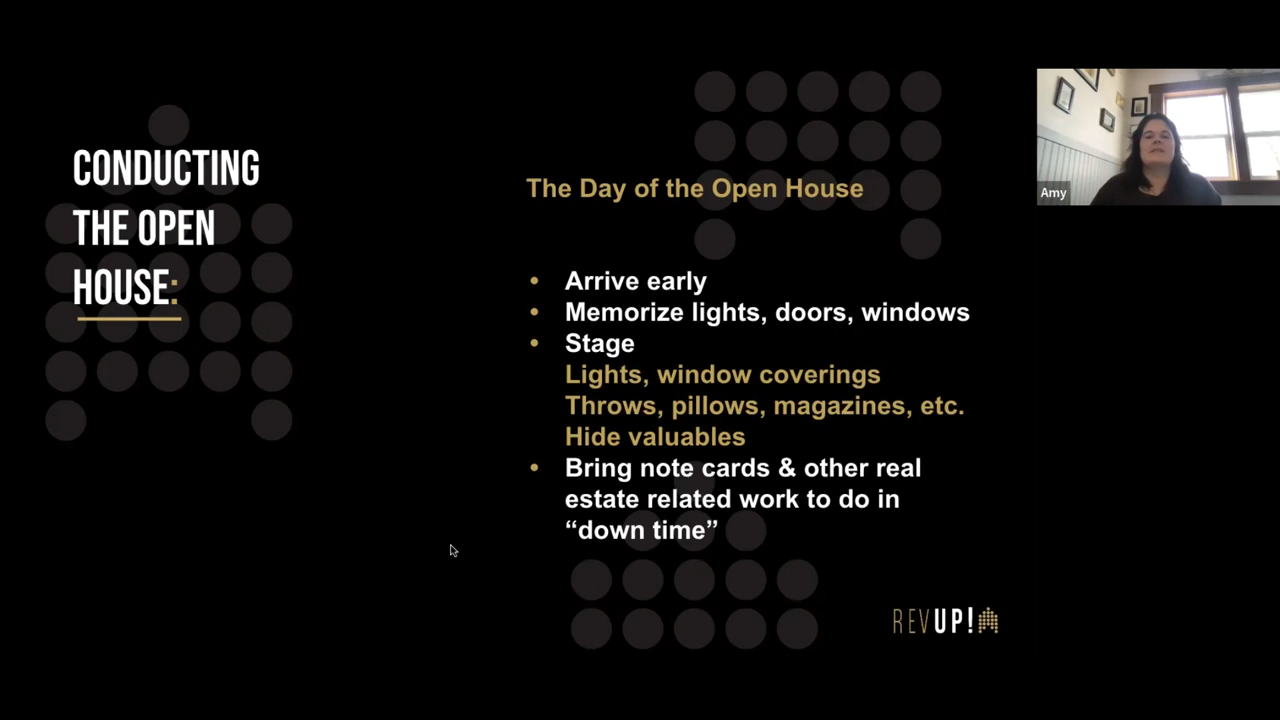 CONDUCTING
THE OPEN
HOUSE:
The Day of the Open House
• Arrive early
• Memorize lights, doors, windows
• Stage
Lights, window coverings
Throws, pillows, magazines, etc.
Hide valuables
• Bring note cards & other real
estate related work to do in
“down time”
REVUP!
Amy